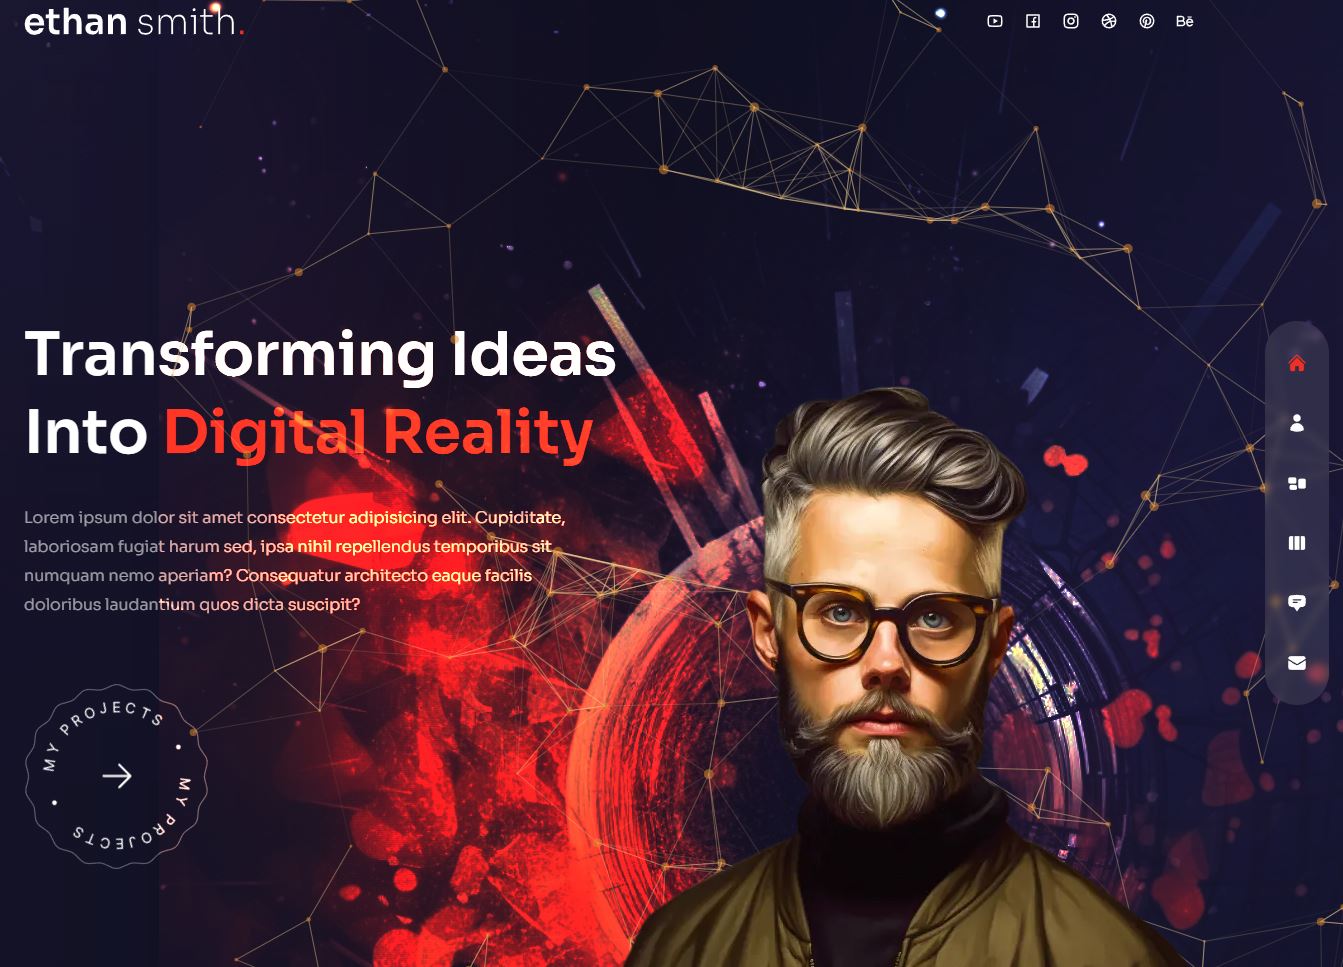 ethan smith.
Bē
Transforming Ideas
Into Digital Reality
Lorem ipsum dolor sit amet consectetur adipisicing elit. Cupiditate,
laboriosam fugiat harum sed, ipsa nihil repellendus temporibus sit
numquam nemo aperiam? Consequatur architecto eaque facilis
doloribus laudantium quos dicta suscipit?
MY PROJECTS • MY PROJECTS •